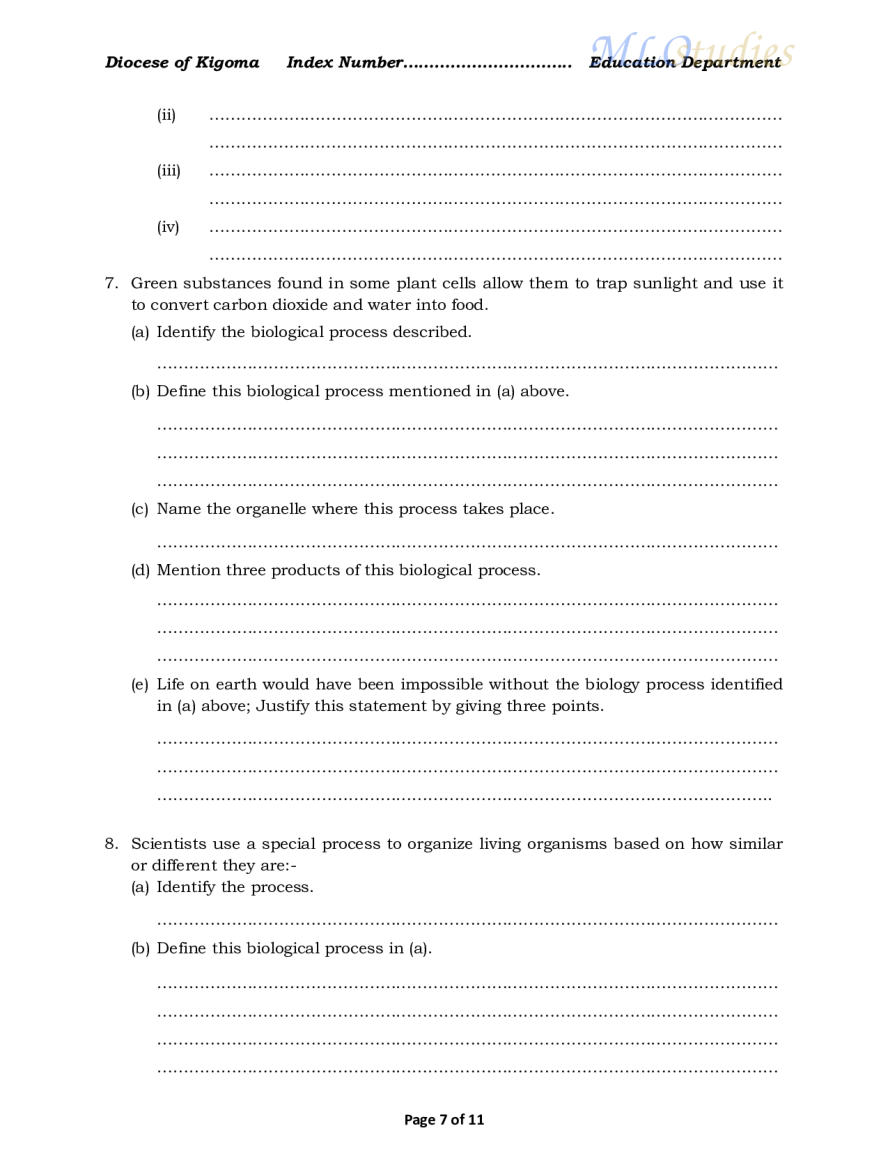 ML Studies
Diocese of Kigoma Index Number................................ Education Department
(ii) ..........................................................................................................
..........................................................................................................
(iii) ..........................................................................................................
..........................................................................................................
(iv) ..........................................................................................................
..........................................................................................................
7. Green substances found in some plant cells allow them to trap sunlight and use it
to convert carbon dioxide and water into food.
(a) Identify the biological process described.
...................................................................................................................
(b) Define this biological process mentioned in (a) above.
...................................................................................................................
...................................................................................................................
...................................................................................................................
(c) Name the organelle where this process takes place.
...................................................................................................................
(d) Mention three products of this biological process.
...................................................................................................................
...................................................................................................................
...................................................................................................................
(e) Life on earth would have been impossible without the biology process identified
in (a) above; Justify this statement by giving three points.
...................................................................................................................
...................................................................................................................
..................................................................................................................
8. Scientists use a special process to organize living organisms based on how similar
or different they are:-
(a) Identify the process.
...................................................................................................................
(b) Define this biological process in (a).
...................................................................................................................
...................................................................................................................
...................................................................................................................
...................................................................................................................
Page 7 of 11